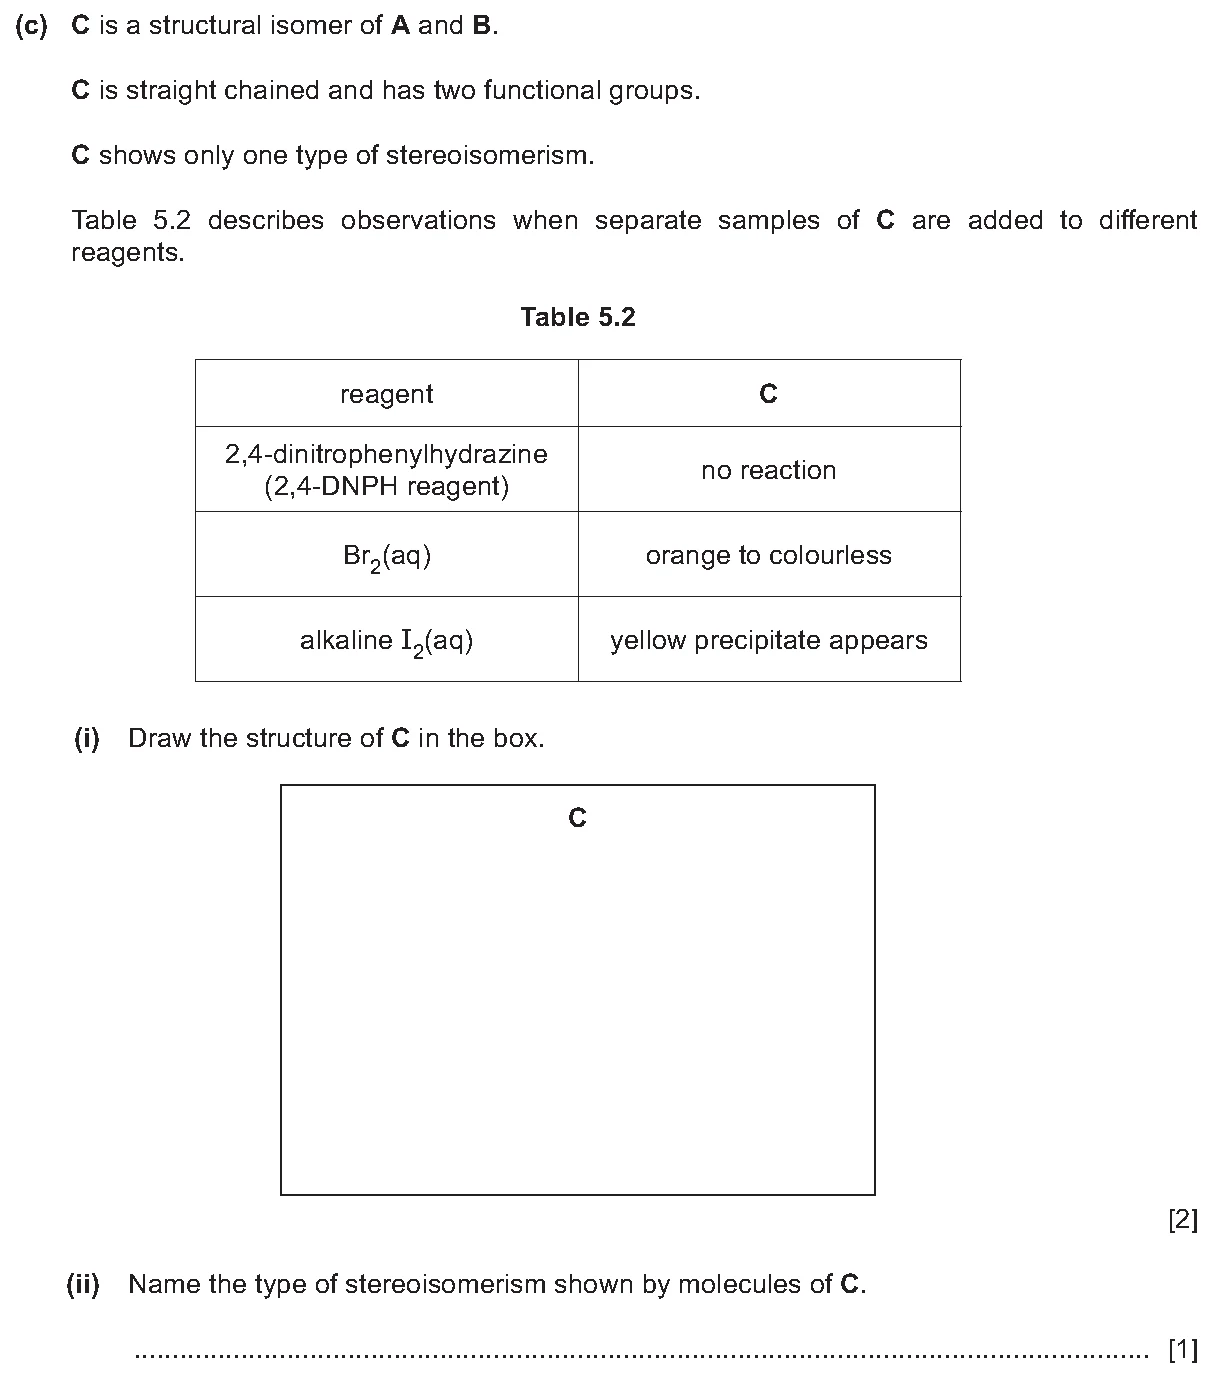 (c) C is a structural isomer of A and B.
C is straight chained and has two functional groups.
C shows only one type of stereoisomerism.
Table 5.2 describes observations when separate samples of C are added to different
reagents.
Table 5.2
reagent C
2,4-dinitrophenylhydrazine
(2,4-DNPH reagent) no reaction
Br₂(aq) orange to colourless
alkaline I₂(aq) yellow precipitate appears
(i) Draw the structure of C in the box.
C
[2]
(ii) Name the type of stereoisomerism shown by molecules of C.
.................................................................................................................................. [1]